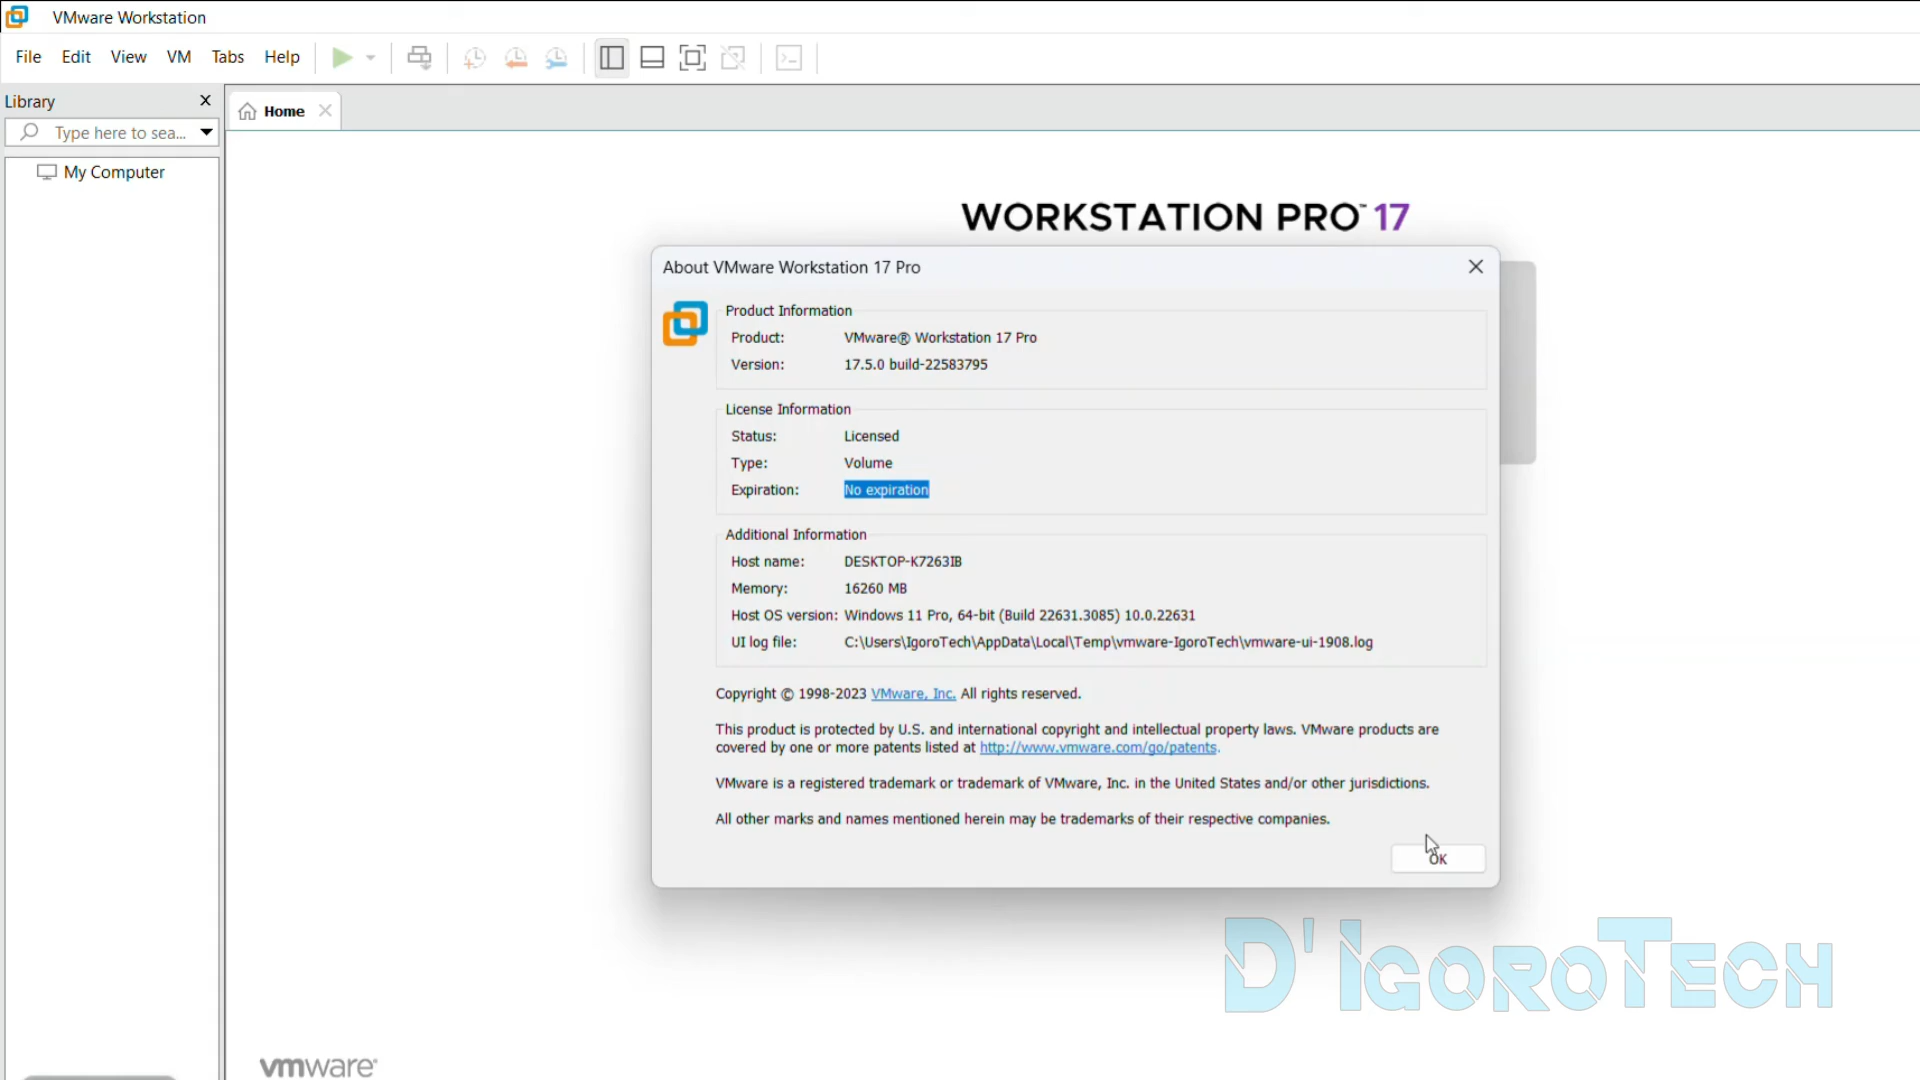 VMware Workstation
File Edit View VM Tabs Help
Library
Home
Type here to sea...
My Computer
WORKSTATION PRO™ 17
About VMware Workstation 17 Pro
Product Information
Product: VMware® Workstation 17 Pro
Version: 17.5.0 build-22583795
License Information
Status: Licensed
Type: Volume
Expiration: No expiration
Additional Information
Host name: DESKTOP-K7263IB
Memory: 16260 MB
Host OS version: Windows 11 Pro, 64-bit (Build 22631.3085) 10.0.22631
UI log file: C:\Users\IgoroTech\AppData\Local\Temp\vmware-IgoroTech\vmware-ui-1908.log
Copyright © 1998-2023 VMware, Inc. All rights reserved.
This product is protected by U.S. and international copyright and intellectual property laws. VMware products are
covered by one or more patents listed at http://www.vmware.com/go/patents.
VMware is a registered trademark or trademark of VMware, Inc. in the United States and/or other jurisdictions.
All other marks and names mentioned herein may be trademarks of their respective companies.
OK
D'IGOROTECH
vmware®